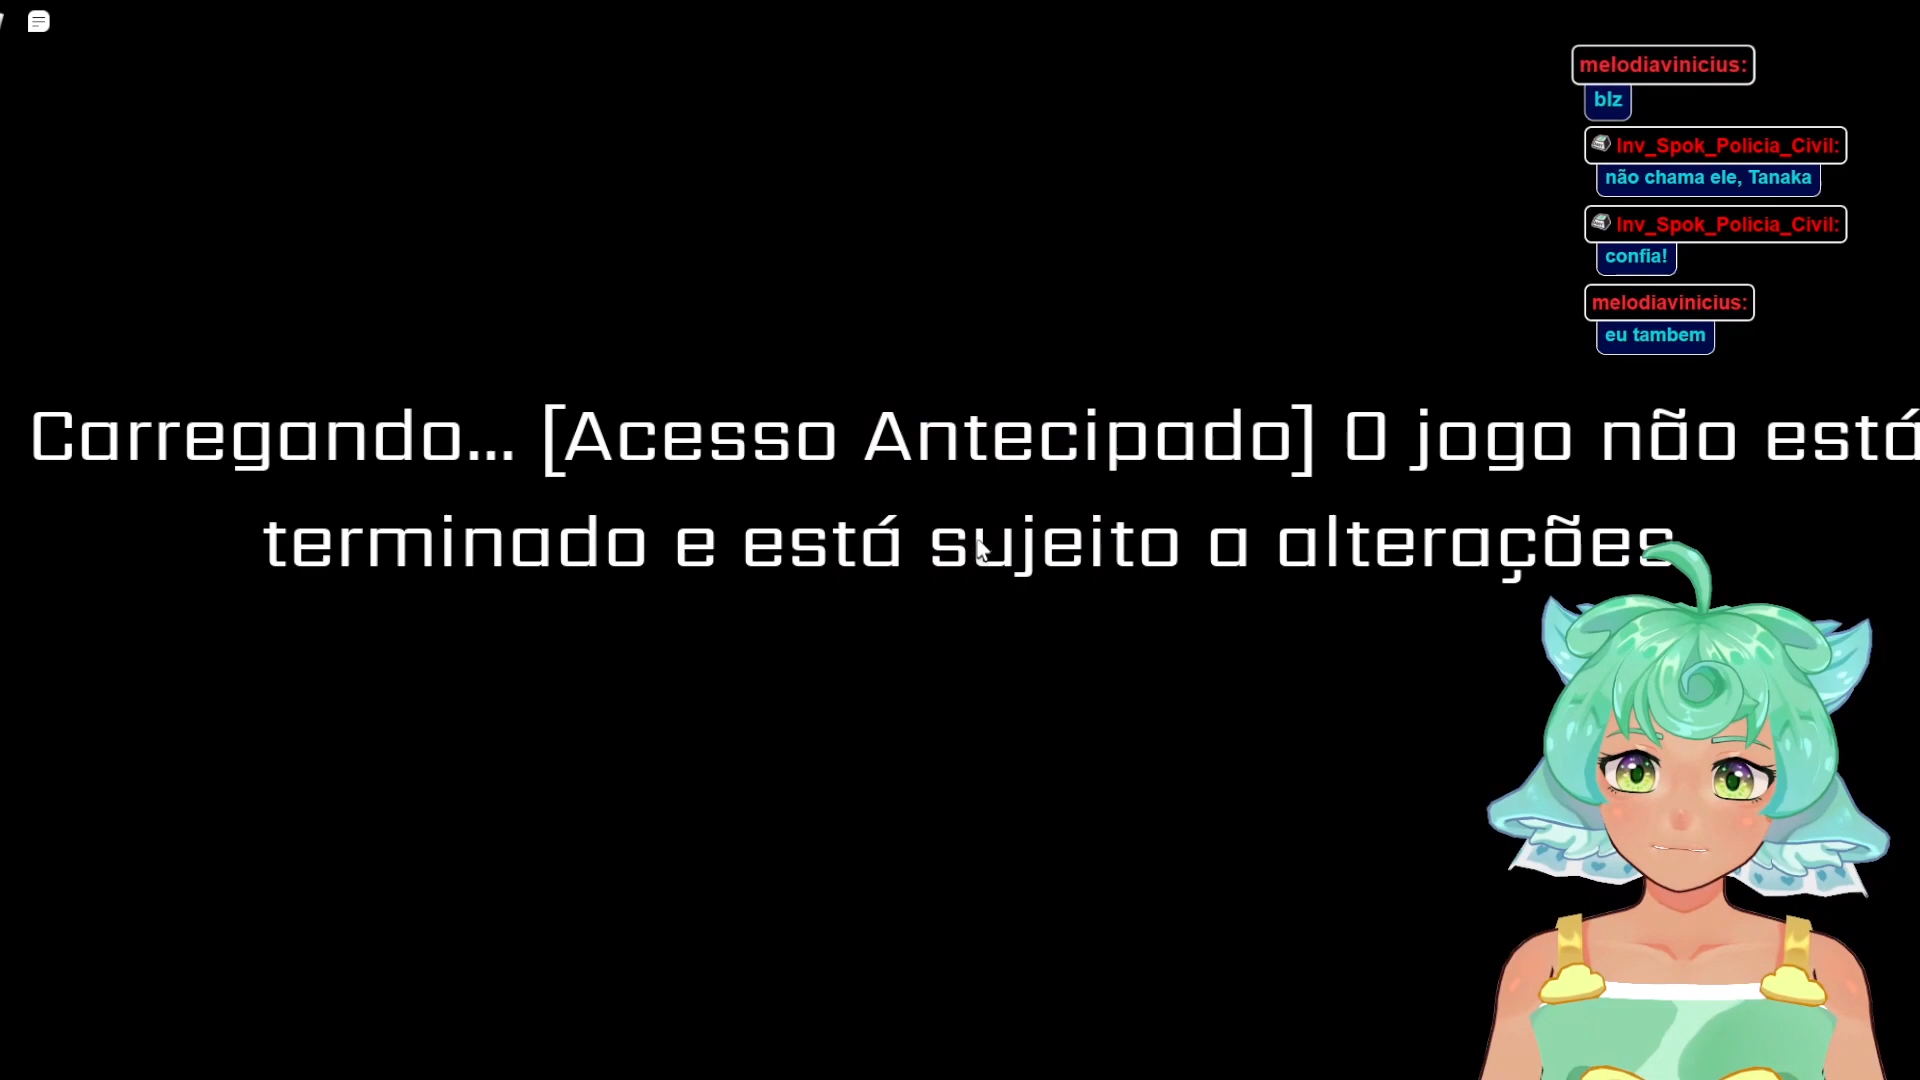 melodiavinicius:
blz
Inv_Spok_Policia_Civil:
não chama ele, Tanaka
Inv_Spok_Policia_Civil:
confia!
melodiavinicius:
eu tambem
Carregando... [Acesso Antecipado] O jogo não está
terminado e está sujeito a alterações